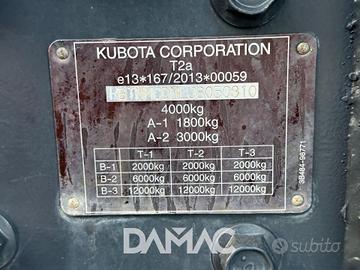 KUBOTA CORPORATION
T2a
e13*167/2013*00059
4000kg
A-1 1800kg
A-2 3000kg
T-1 T-2 T-3
B-1 2000kg 2000kg 2000kg
B-2 6000kg 6000kg 6000kg
B-3 12000kg 12000kg 12000kg
DAMAC
subito